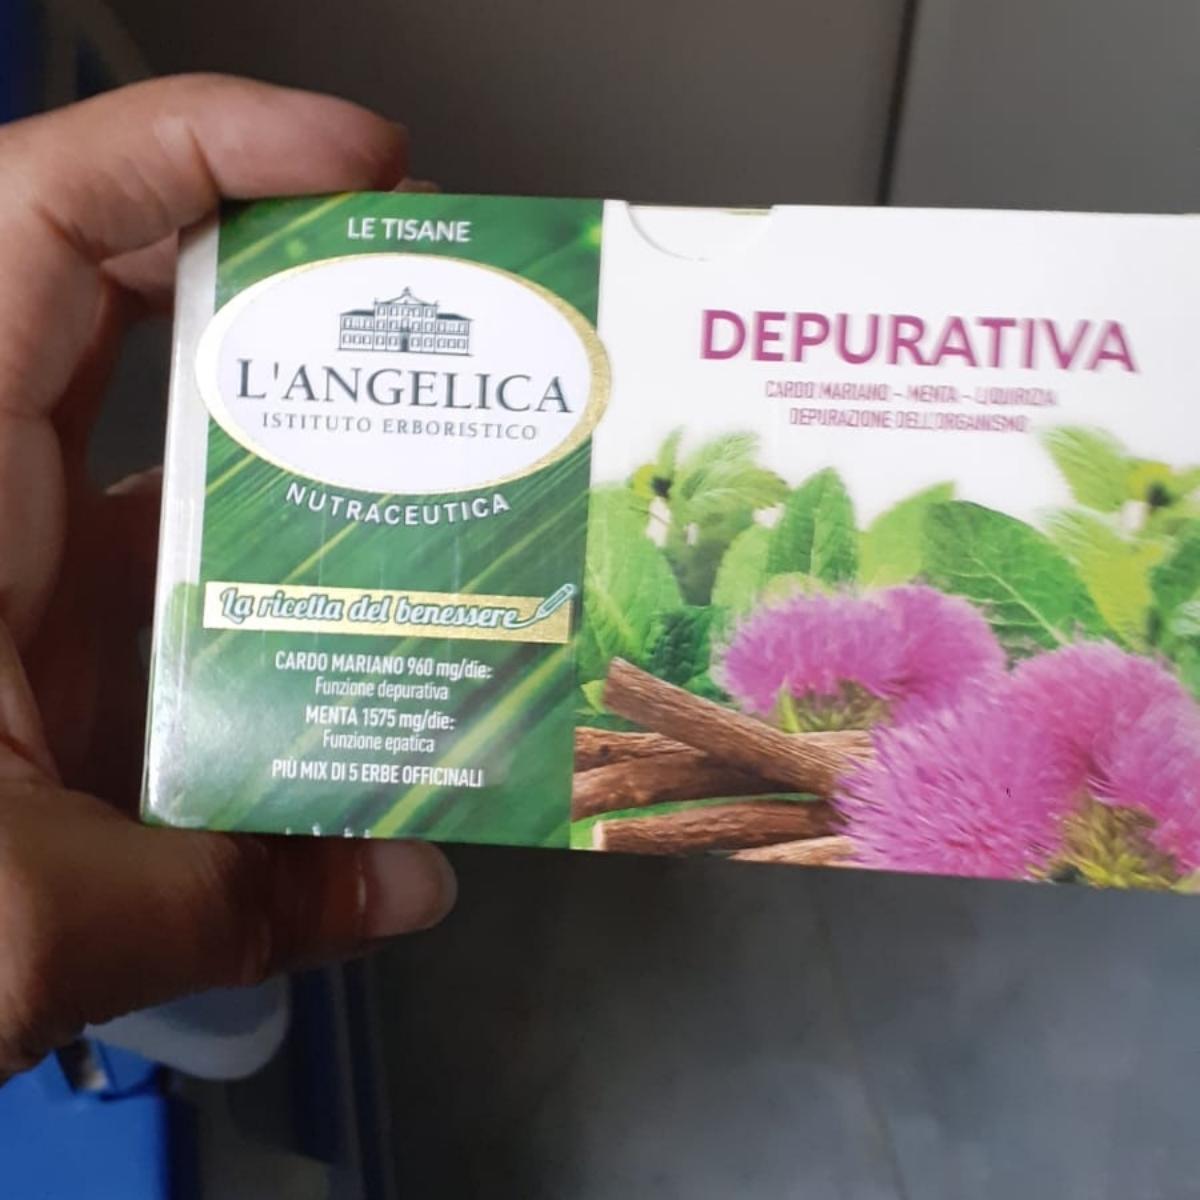 LE TISANE
L'ANGELICA
ISTITUTO ERBORISTICO
NUTRACEUTICA
La ricetta del benessere
CARDO MARIANO 960 mg/die:
Funzione depurativa
MENTA 1575 mg/die:
Funzione epatica
PIÙ MIX DI 5 ERBE OFFICINALI
DEPURATIVA
CARDO MARIANO - MENTA - LIQUIRIZIA
DEPURAZIONE DELL'ORGANISMO